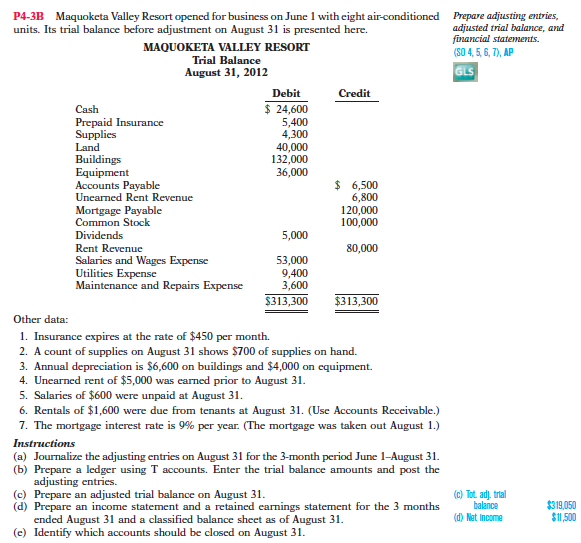 P4-3B Maquoketa Valley Resort opened for business on June 1 with eight air-conditioned
units. Its trial balance before adjustment on August 31 is presented here.
Prepare adjusting entries,
adjusted trial balance, and
financial statements.
(SO 4, 5, 6, 7), AP
GLS
MAQUOKETA VALLEY RESORT
Trial Balance
August 31, 2012
Debit Credit
Cash $ 24,600
Prepaid Insurance 5,400
Supplies 4,300
Land 40,000
Buildings 132,000
Equipment 36,000
Accounts Payable $ 6,500
Unearned Rent Revenue 6,800
Mortgage Payable 120,000
Common Stock 100,000
Dividends 5,000
Rent Revenue 80,000
Salaries and Wages Expense 53,000
Utilities Expense 9,400
Maintenance and Repairs Expense 3,600
$313,300 $313,300
Other data:
1. Insurance expires at the rate of $450 per month.
2. A count of supplies on August 31 shows $700 of supplies on hand.
3. Annual depreciation is $6,600 on buildings and $4,000 on equipment.
4. Unearned rent of $5,000 was earned prior to August 31.
5. Salaries of $600 were unpaid at August 31.
6. Rentals of $1,600 were due from tenants at August 31. (Use Accounts Receivable.)
7. The mortgage interest rate is 9% per year. (The mortgage was taken out August 1.)
Instructions
(a) Journalize the adjusting entries on August 31 for the 3-month period June 1–August 31.
(b) Prepare a ledger using T accounts. Enter the trial balance amounts and post the
adjusting entries.
(c) Prepare an adjusted trial balance on August 31.
(d) Prepare an income statement and a retained earnings statement for the 3 months
ended August 31 and a classified balance sheet as of August 31.
(e) Identify which accounts should be closed on August 31.
(c) Tot. adj. trial
balance $319,050
(d) Net income $11,500